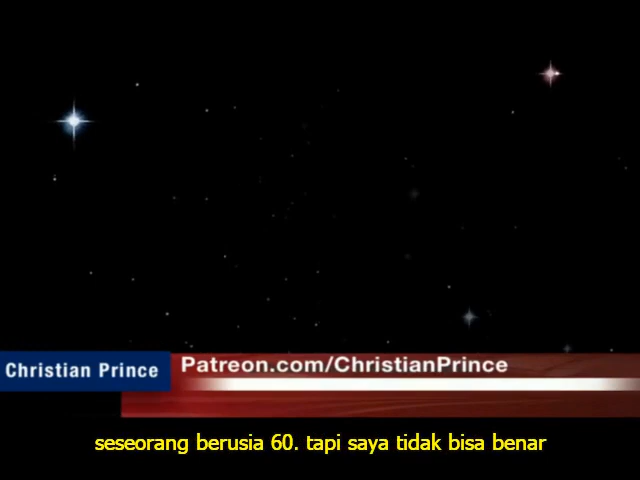 Christian Prince
Patreon.com/ChristianPrince
seseorang berusia 60. tapi saya tidak bisa benar